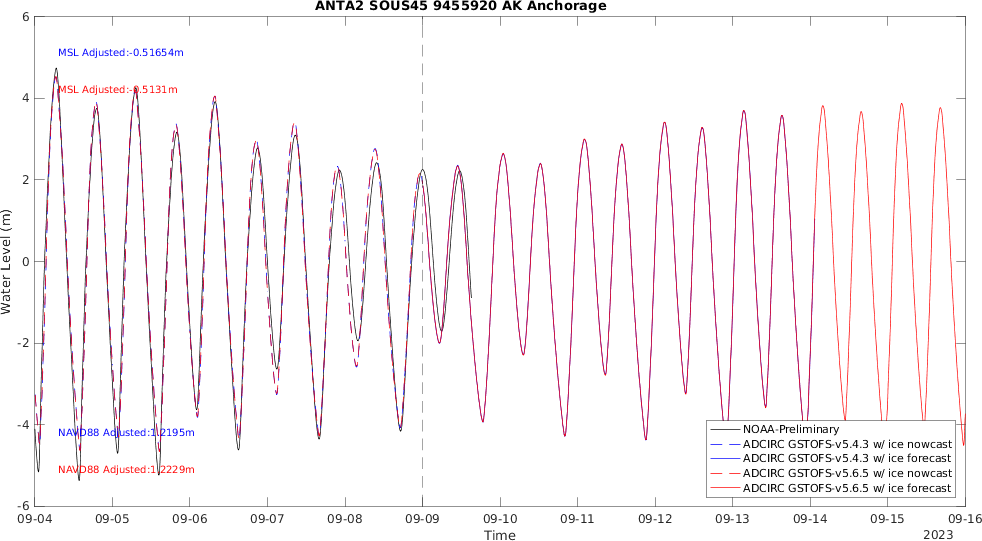 ANTA2 SOUS45 9455920 AK Anchorage
6
4
2
0
-2
-4
-6
Water Level (m)
MSL Adjusted:-0.51654m
MSL Adjusted:-0.5131m
NAVD88 Adjusted:1.2195m
NAVD88 Adjusted:1.2229m
NOAA-Preliminary
ADCIRC GSTOFS-v5.4.3 w/ ice nowcast
ADCIRC GSTOFS-v5.4.3 w/ ice forecast
ADCIRC GSTOFS-v5.6.5 w/ ice nowcast
ADCIRC GSTOFS-v5.6.5 w/ ice forecast
09-04 09-05 09-06 09-07 09-08 09-09 09-10 09-11 09-12 09-13 09-14 09-15 09-16
Time
2023